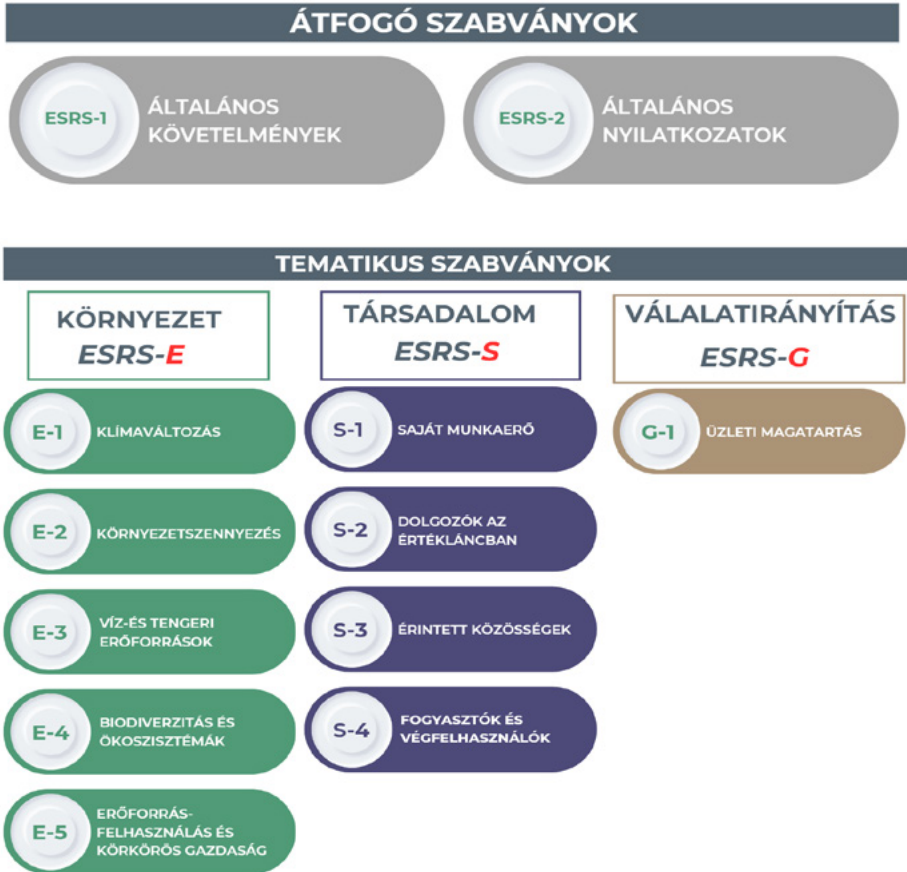 ÁTFOGÓ SZABVÁNYOK
ESRS-1
ÁLTALÁNOS
KÖVETELMÉNYEK
ESRS-2
ÁLTALÁNOS
NYILATKOZATOK
TEMATIKUS SZABVÁNYOK
KÖRNYEZET
ESRS-E
E-1
KLÍMAVÁLTOZÁS
E-2
KÖRNYEZETSZENNYEZÉS
E-3
VÍZ-ÉS TENGERI
ERŐFORRÁSOK
E-4
BIODIVERZITÁS ÉS
ÖKOSZISZTÉMÁK
E-5
ERŐFORRÁS-
FELHASZNÁLÁS ÉS
KÖRKÖRÖS GAZDASÁG
TÁRSADALOM
ESRS-S
S-1
SAJÁT MUNKAERŐ
S-2
DOLGOZÓK AZ
ÉRTÉKLÁNCBAN
S-3
ÉRINTETT KÖZÖSSÉGEK
S-4
FOGYASZTÓK ÉS
VÉGFELHASZNÁLÓK
VÁLALATIRÁNYÍTÁS
ESRS-G
G-1
ÜZLETI MAGATARTÁS